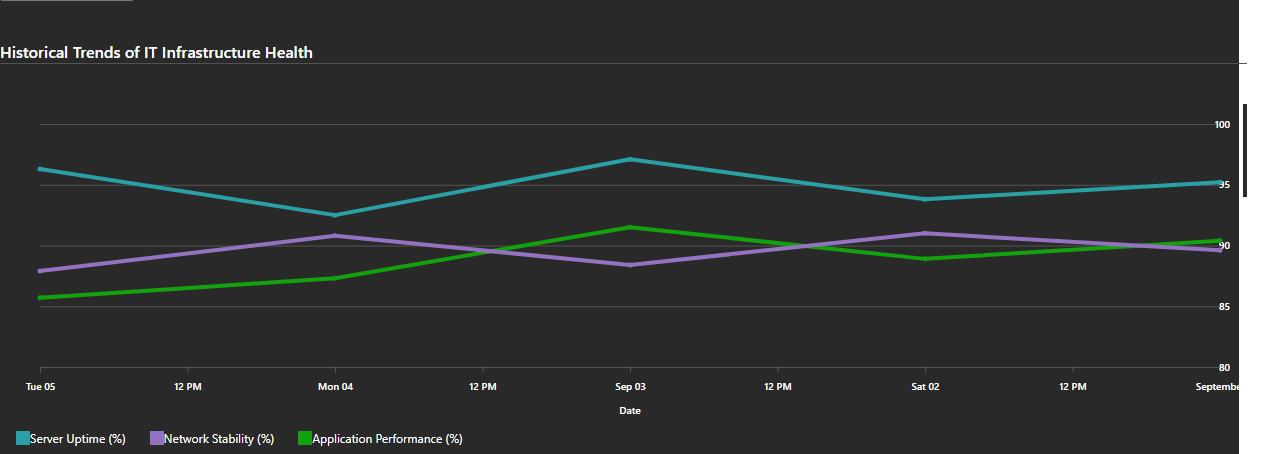 Historical Trends of IT Infrastructure Health
100
95
90
85
80
Tue 05 12 PM Mon 04 12 PM Sep 03 12 PM Sat 02 12 PM Septembe
Date
Server Uptime (%) Network Stability (%) Application Performance (%)